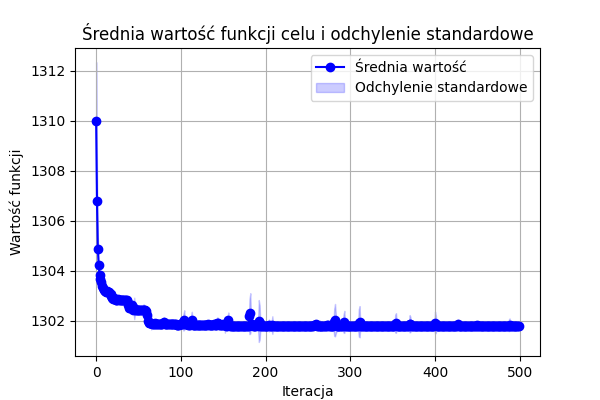 Średnia wartość funkcji celu i odchylenie standardowe
Średnia wartość
Odchylenie standardowe
Wartość funkcji
1312
1310
1308
1306
1304
1302
0 100 200 300 400 500
Iteracja